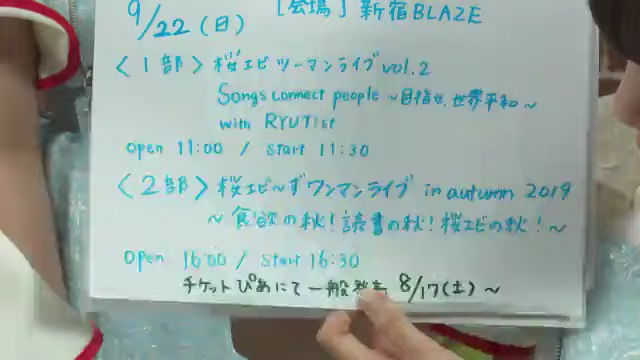 9/22(日) [会場] 新宿BLAZE
〈1部〉桜エビツーマンライブvol.2
Songs connect people ~目指せ、世界平和~
with RYUTist
open 11:00 / start 11:30
〈2部〉桜エビ~ずワンマンライブ in autumn 2019
~食欲の秋!読書の秋!桜エビの秋!~
open 16:00 / start 16:30
チケットぴあにて一般発売 8/17(土)~